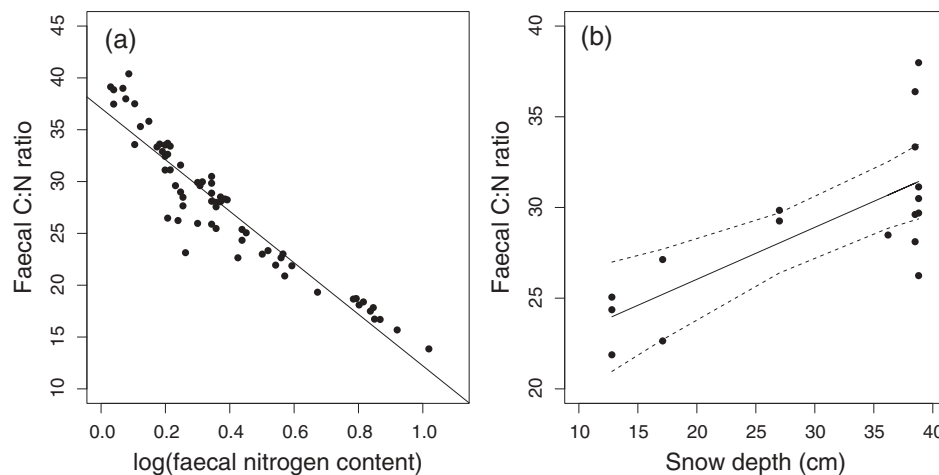 (a)
Faecal C:N ratio
45
40
35
30
25
20
15
10
0.0 0.2 0.4 0.6 0.8 1.0
log(faecal nitrogen content)
(b)
Faecal C:N ratio
40
35
30
25
20
10 15 20 25 30 35 40
Snow depth (cm)